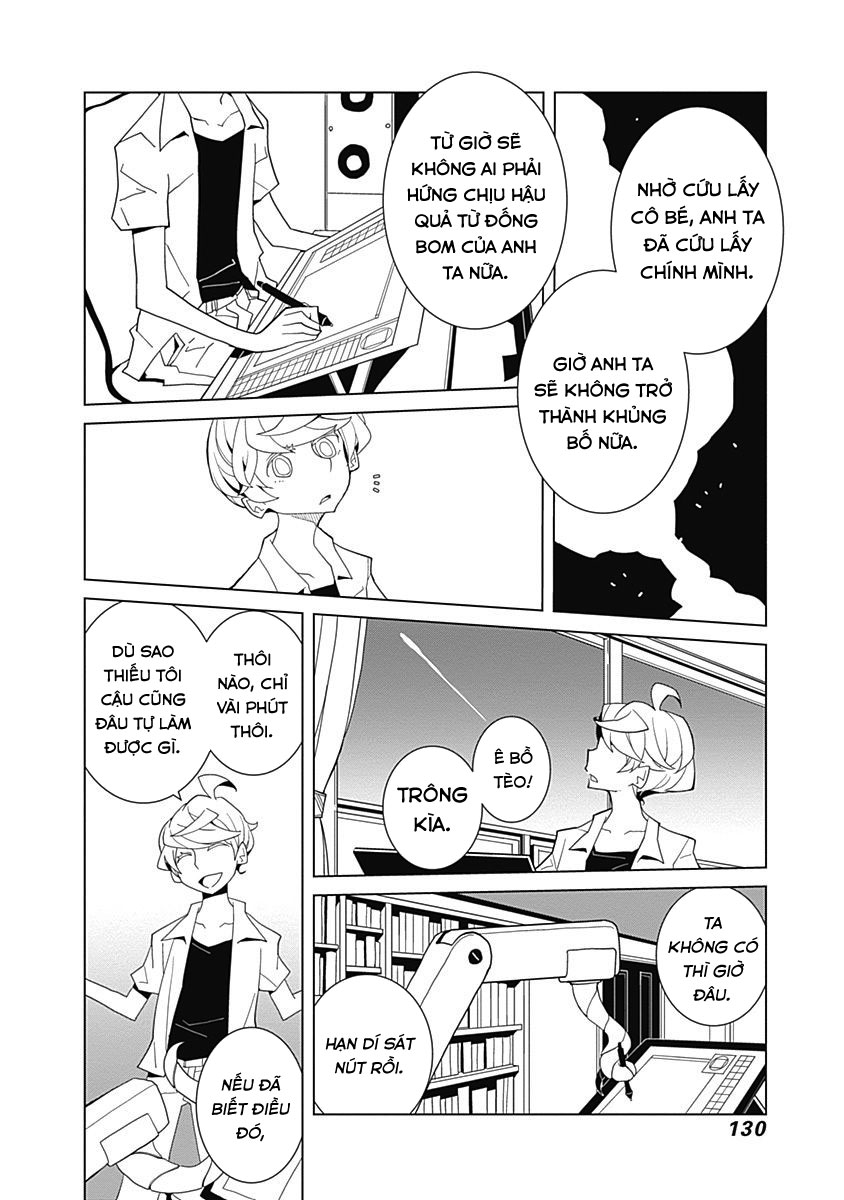 NHỜ CỨU LẤY
CÔ BÉ, ANH TA
ĐÃ CỨU LẤY
CHÍNH MÌNH.
GIỜ ANH TA
SẼ KHÔNG TRỞ
THÀNH KHỦNG
BỐ NỮA.
TỪ GIỜ SẼ
KHÔNG AI PHẢI
HỨNG CHỊU HẬU
QUẢ TỪ ĐỐNG
BOM CỦA ANH
TA NỮA.
Ê BỒ
TÈO!
TRÔNG
KÌA.
TA
KHÔNG CÓ
THÌ GIỜ
ĐÂU.
HẠN DÍ SÁT
NÚT RỒI.
THÔI
NÀO, CHỈ
VÀI PHÚT
THÔI.
DÙ SAO
THIẾU TÔI
CẬU CŨNG
ĐÂU TỰ LÀM
ĐƯỢC GÌ.
NẾU ĐÃ
BIẾT ĐIỀU
ĐÓ,
130